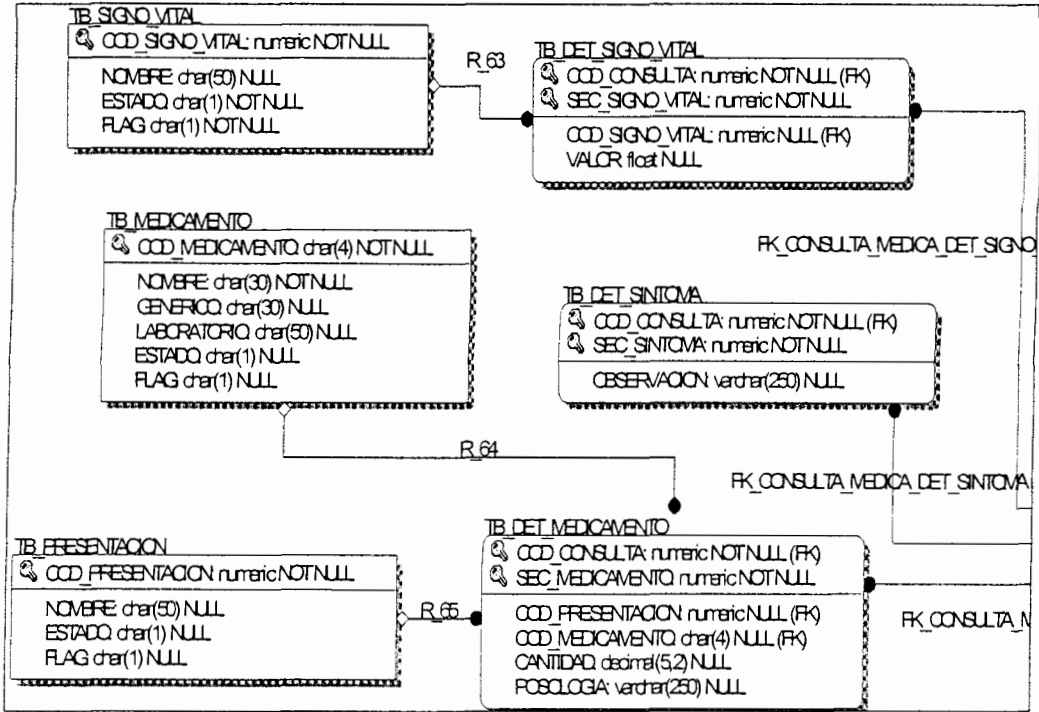 TB_SIGNO_VITAL
COD_SIGNO_VITAL: numeric NOT NULL
NOMBRE: char(50) NULL
ESTADO: char(1) NOT NULL
FLAG: char(1) NOT NULL
R_63
TB_DET_SIGNO_VITAL
COD_CONSULTA: numeric NOT NULL (FK)
SEC_SIGNO_VITAL: numeric NOT NULL
COD_SIGNO_VITAL: numeric NULL (FK)
VALOR: float NULL
TB_MEDICAMENTO
COD_MEDICAMENTO: char(4) NOT NULL
NOMBRE: char(30) NOT NULL
GENERICO: char(30) NULL
LABORATORIO: char(50) NULL
ESTADO: char(1) NULL
FLAG: char(1) NULL
FK_CONSULTA_MEDICA_DET_SIGNO_
TB_DET_SINTOMA
COD_CONSULTA: numeric NOT NULL (FK)
SEC_SINTOMA: numeric NOT NULL
OBSERVACION: varchar(250) NULL
R_64
FK_CONSULTA_MEDICA_DET_SINTOMA
TB_PRESENTACION
COD_PRESENTACION: numeric NOT NULL
NOMBRE: char(50) NULL
ESTADO: char(1) NULL
FLAG: char(1) NULL
R_65
TB_DET_MEDICAMENTO
COD_CONSULTA: numeric NOT NULL (FK)
SEC_MEDICAMENTO: numeric NOT NULL
COD_PRESENTACION: numeric NULL (FK)
COD_MEDICAMENTO: char(4) NULL (FK)
CANTIDAD: decimal(5,2) NULL
POSOLOGIA: varchar(250) NULL
FK_CONSULTA_M